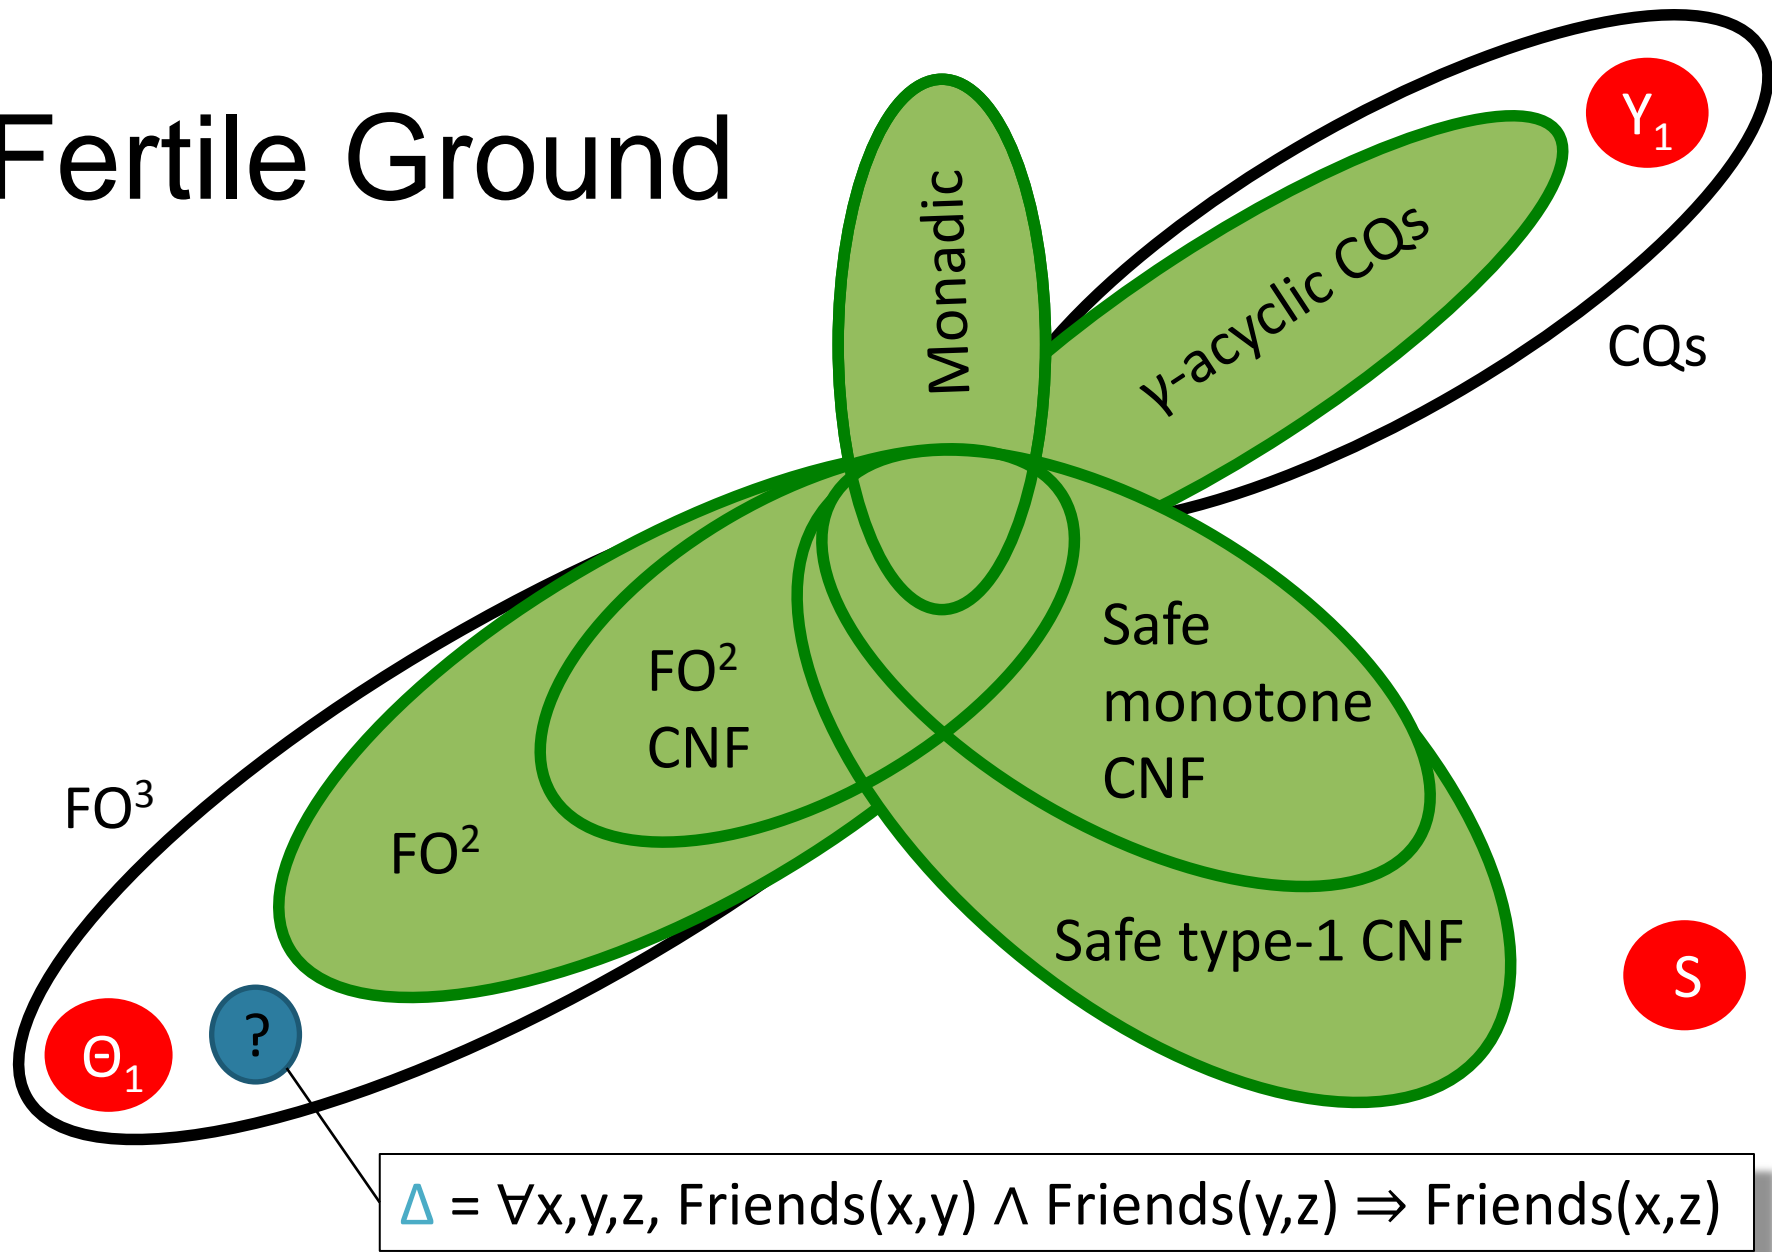 Fertile Ground
Monadic
γ-acyclic CQs
Υ₁
CQs
FO² 
CNF
Safe
monotone
CNF
FO³
FO²
Safe type-1 CNF
S
Θ₁
?
Δ = ∀x,y,z, Friends(x,y) ∧ Friends(y,z) ⇒ Friends(x,z)